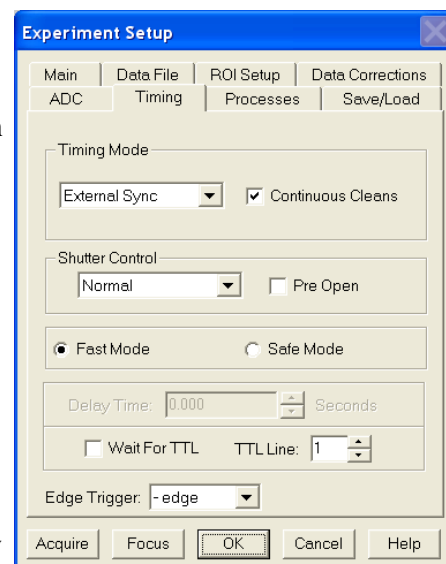 Experiment Setup
Main Data File ROI Setup Data Corrections
ADC Timing Processes Save/Load
Timing Mode
External Sync Continuous Cleans
Shutter Control
Normal Pre Open
Fast Mode Safe Mode
Delay Time: 0.000 Seconds
Wait For TTL TTL Line: 1
Edge Trigger: - edge
Acquire Focus OK Cancel Help